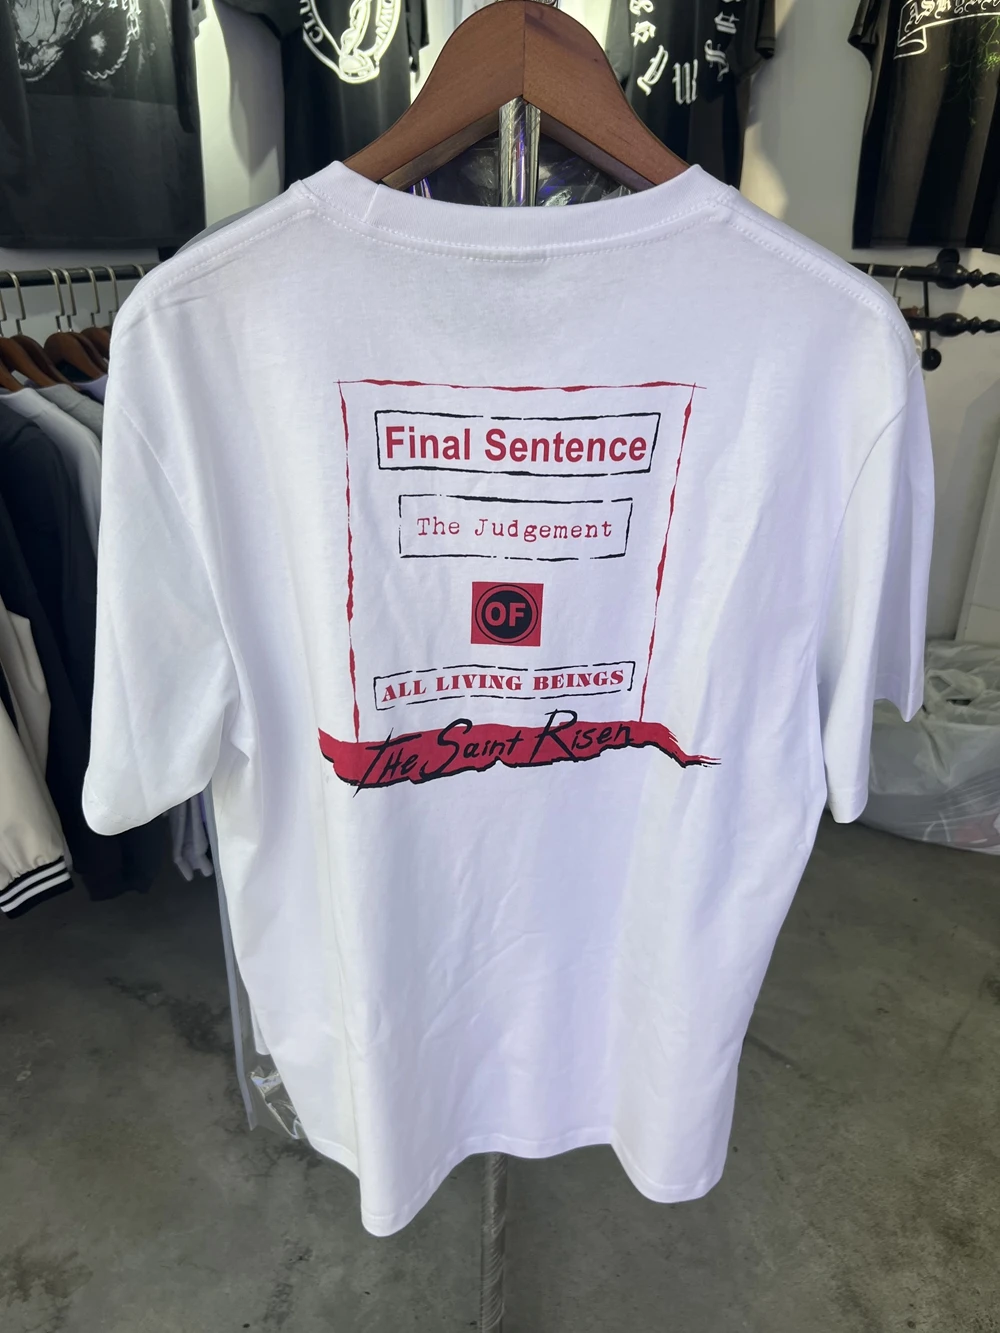 Final Sentence
The Judgement
OF
ALL LIVING BEINGS
THe Saint Risen